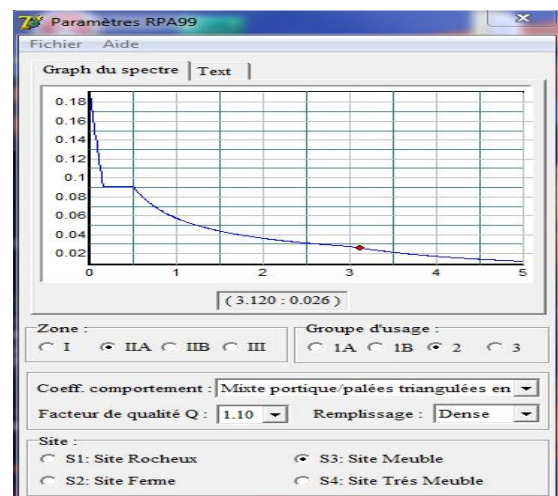 Paramètres RPA99
Fichier Aide
Graph du spectre Text
0.18
0.16
0.14
0.12
0.1
0.08
0.06
0.04
0.02
0 1 2 3 4 5
( 3.120 : 0.026 )
Zone : Groupe d'usage :
I IIA IIB III 1A 1B 2 3
Coeff. comportement : Mixte portique/palées triangulées en
Facteur de qualité Q : 1.10 Remplissage : Dense
Site :
S1: Site Rocheux S3: Site Meuble
S2: Site Ferme S4: Site Trés Meuble